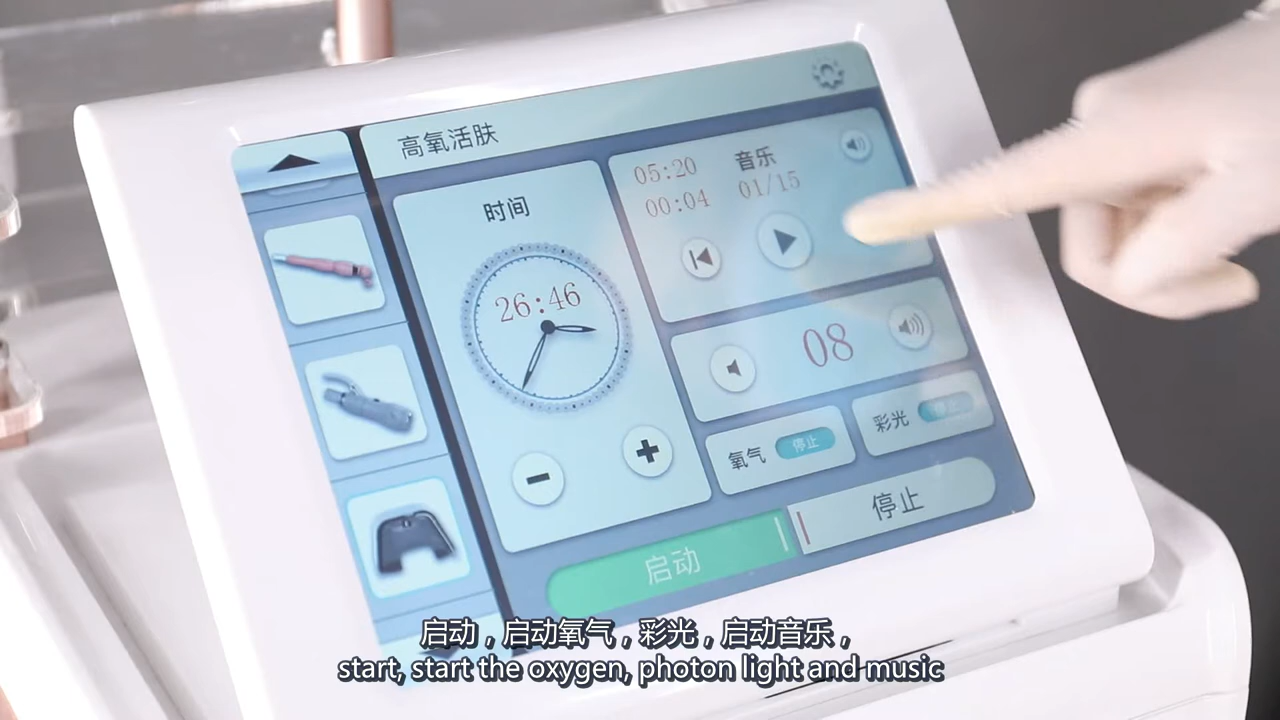 高氧活肤
时间
26:46
05:20
00:04
音乐
01/15
08
氧气
停止
彩光
启动
停止
启动，启动氧气，彩光，启动音乐，
start, start the oxygen, photon light and music